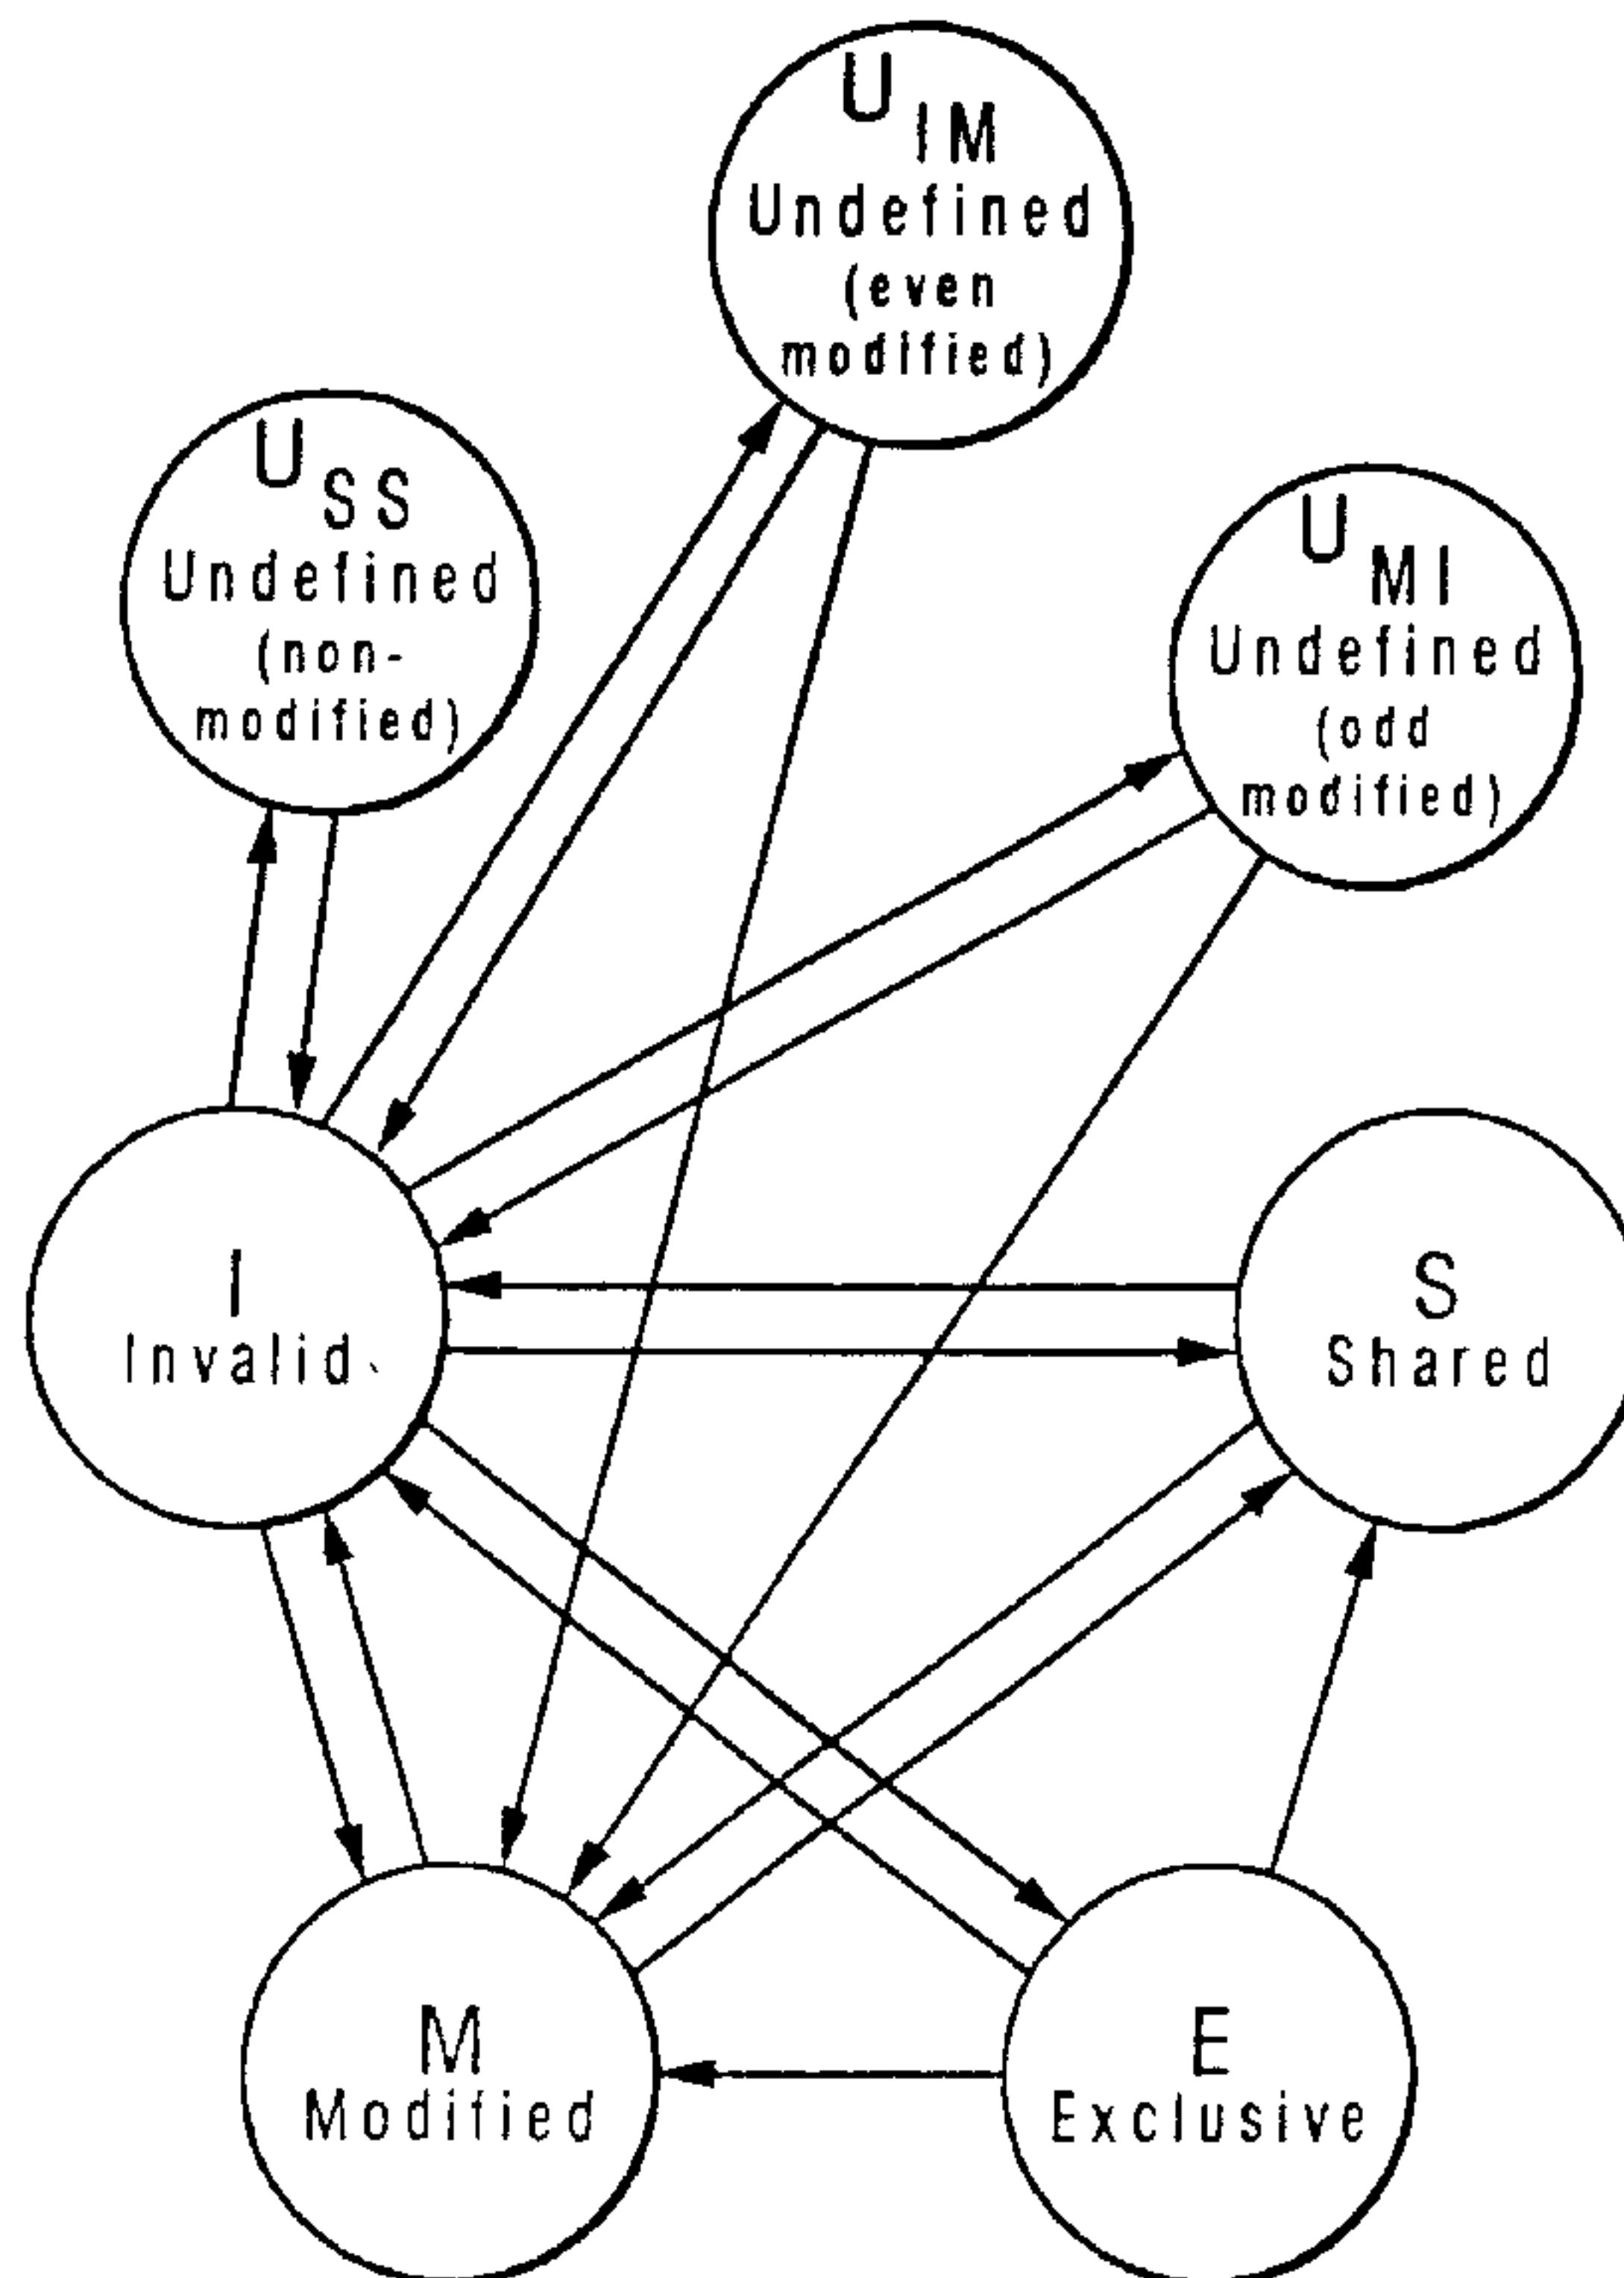 U IM
Undefined
(even
modified)
U SS
Undefined
(non-
modified)
U MI
Undefined
(odd
modified)
I
Invalid
S
Shared
M
Modified
E
Exclusive